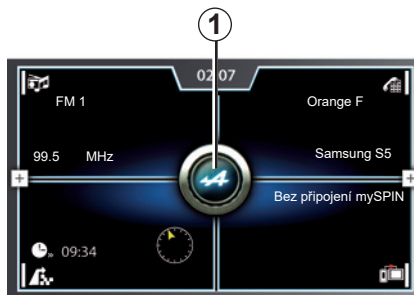 1
02:07
FM 1
Orange F
99.5 MHz
Samsung S5
Bez připojení mySPIN
09:34